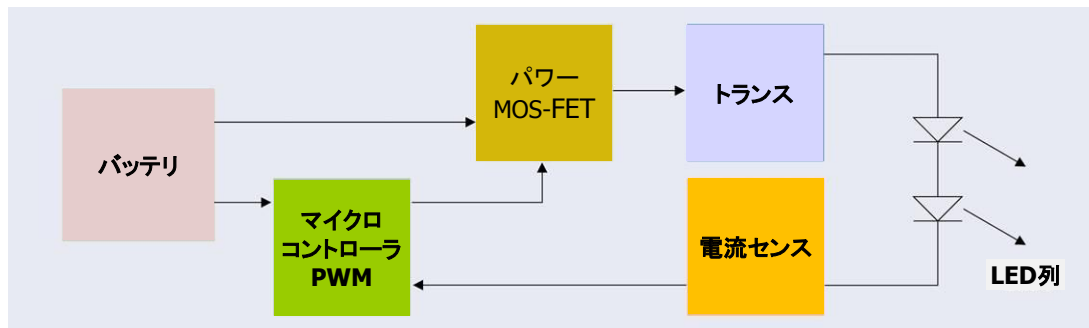 バッテリ
パワー
MOS-FET
トランス
マイクロ
コントローラ
PWM
電流センス
LED列